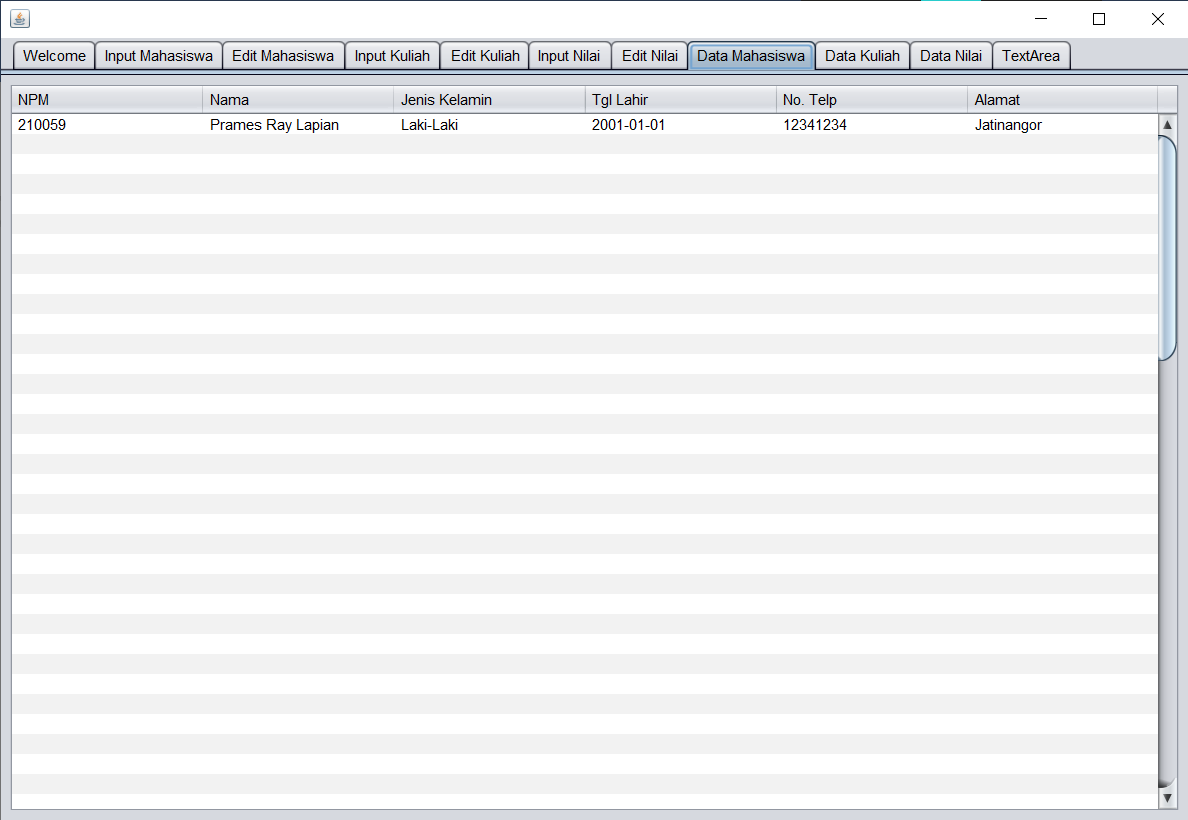 Welcome Input Mahasiswa Edit Mahasiswa Input Kuliah Edit Kuliah Input Nilai Edit Nilai Data Mahasiswa Data Kuliah Data Nilai TextArea
NPM Nama Jenis Kelamin Tgl Lahir No. Telp Alamat
210059 Prames Ray Lapian Laki-Laki 2001-01-01 12341234 Jatinangor